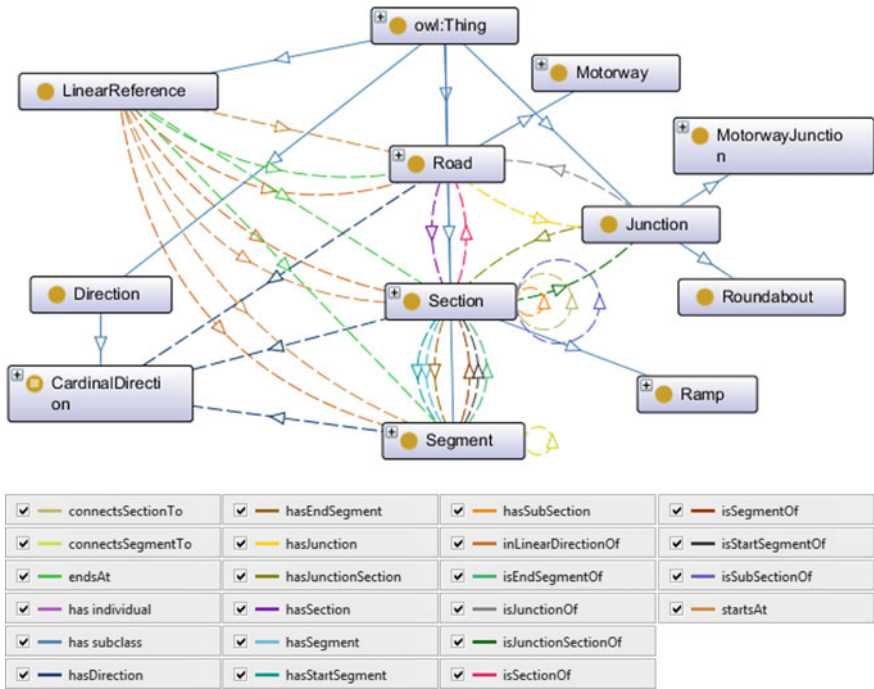 owl:Thing
LinearReference
Motorway
MotorwayJunctio
n
Road
Junction
Direction
Section
Roundabout
CardinalDirecti
on
Ramp
Segment
connectsSectionTo
hasEndSegment
hasSubSection
isSegmentOf
connectsSegmentTo
hasJunction
inLinearDirectionOf
isStartSegmentOf
endsAt
hasJunctionSection
isEndSegmentOf
isSubSectionOf
has individual
hasSection
isJunctionOf
startsAt
has subclass
hasSegment
isJunctionSectionOf
hasDirection
hasStartSegment
isSectionOf